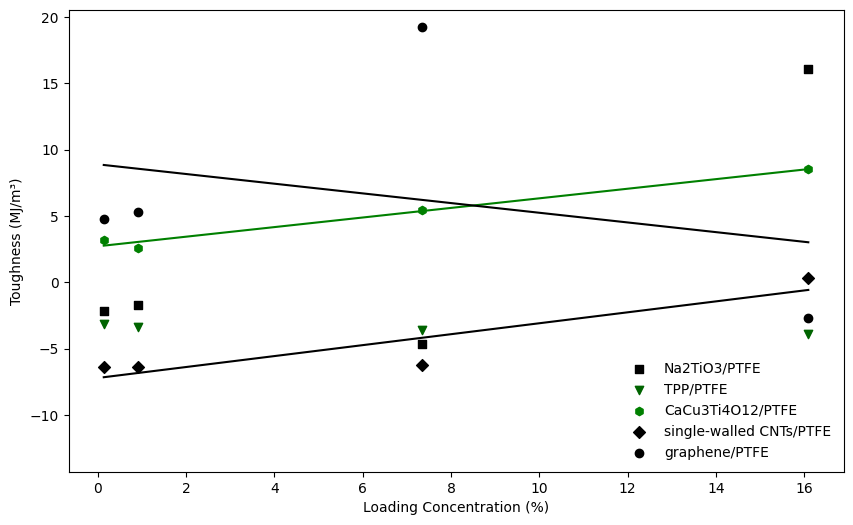 20
15
10
5
0
−5
−10
Toughness (MJ/m³)
Na2TiO3/PTFE
TPP/PTFE
CaCu3Ti4O12/PTFE
single-walled CNTs/PTFE
graphene/PTFE
0 2 4 6 8 10 12 14 16
Loading Concentration (%)